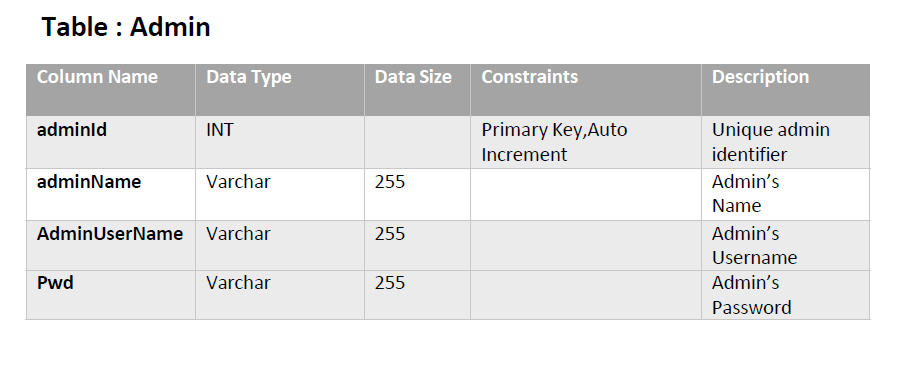 Table : Admin
Column Name Data Type Data Size Constraints Description
adminId INT Primary Key,Auto Increment Unique admin identifier
adminName Varchar 255 Admin’s Name
AdminUserName Varchar 255 Admin’s Username
Pwd Varchar 255 Admin’s Password